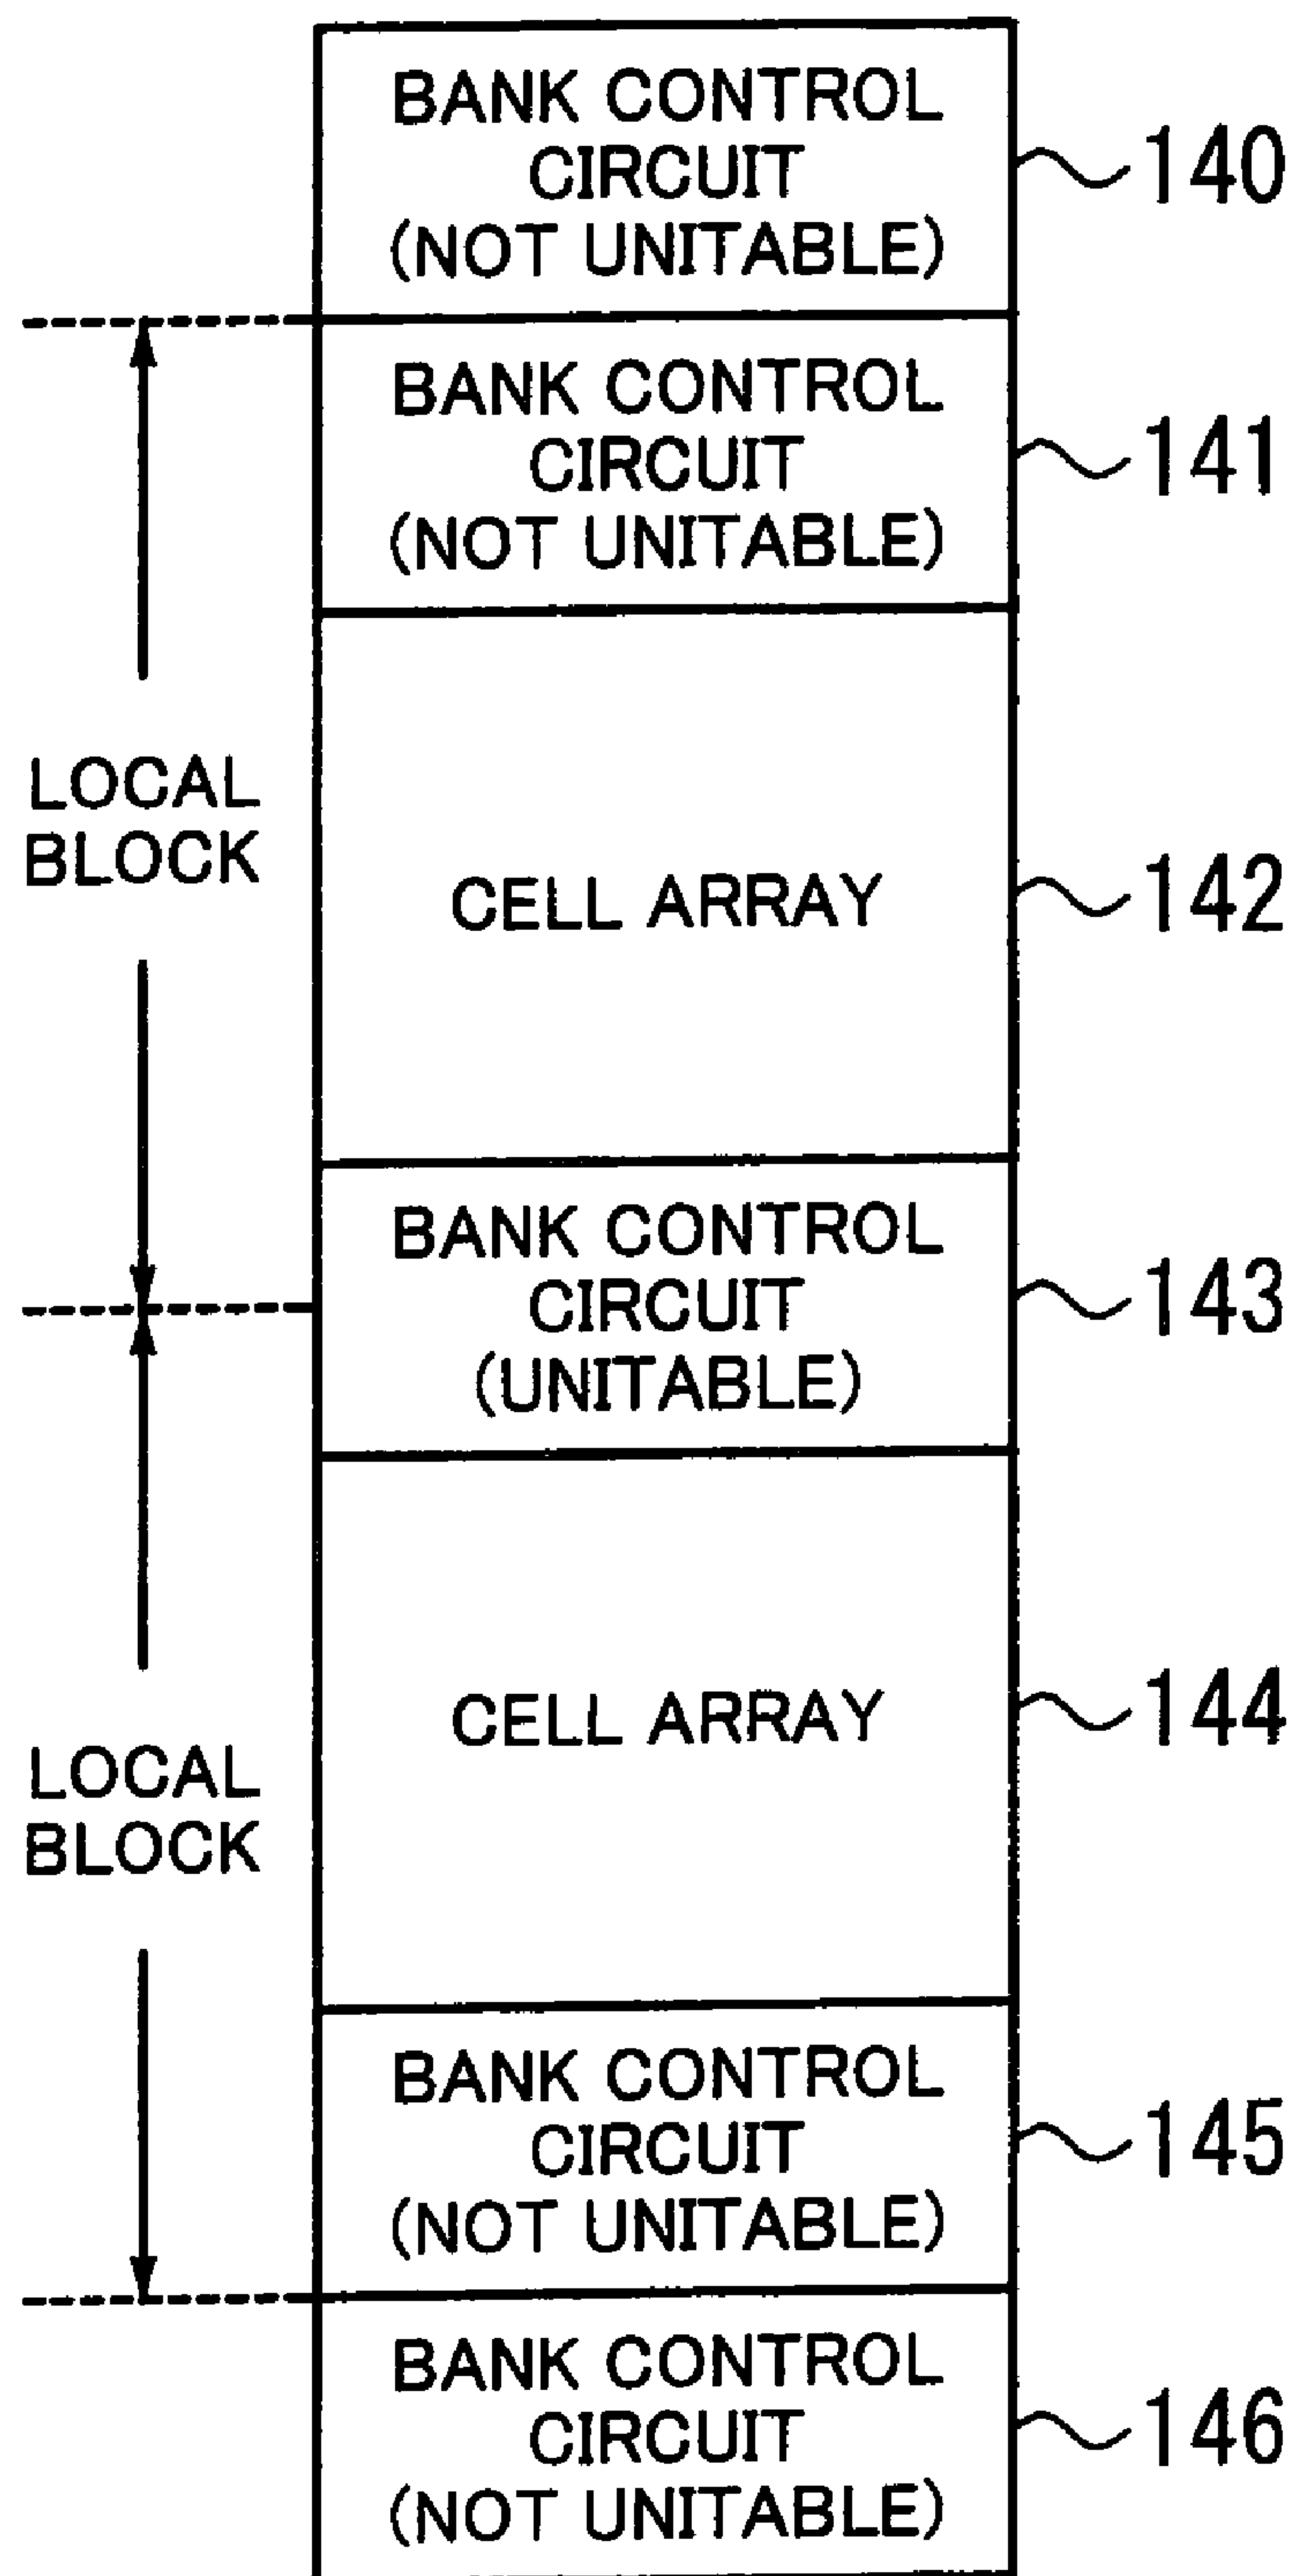 BANK CONTROL
CIRCUIT
(NOT UNITABLE)
140
BANK CONTROL
CIRCUIT
(NOT UNITABLE)
141
LOCAL
BLOCK
CELL ARRAY
142
BANK CONTROL
CIRCUIT
(UNITABLE)
143
CELL ARRAY
144
LOCAL
BLOCK
BANK CONTROL
CIRCUIT
(NOT UNITABLE)
145
BANK CONTROL
CIRCUIT
(NOT UNITABLE)
146